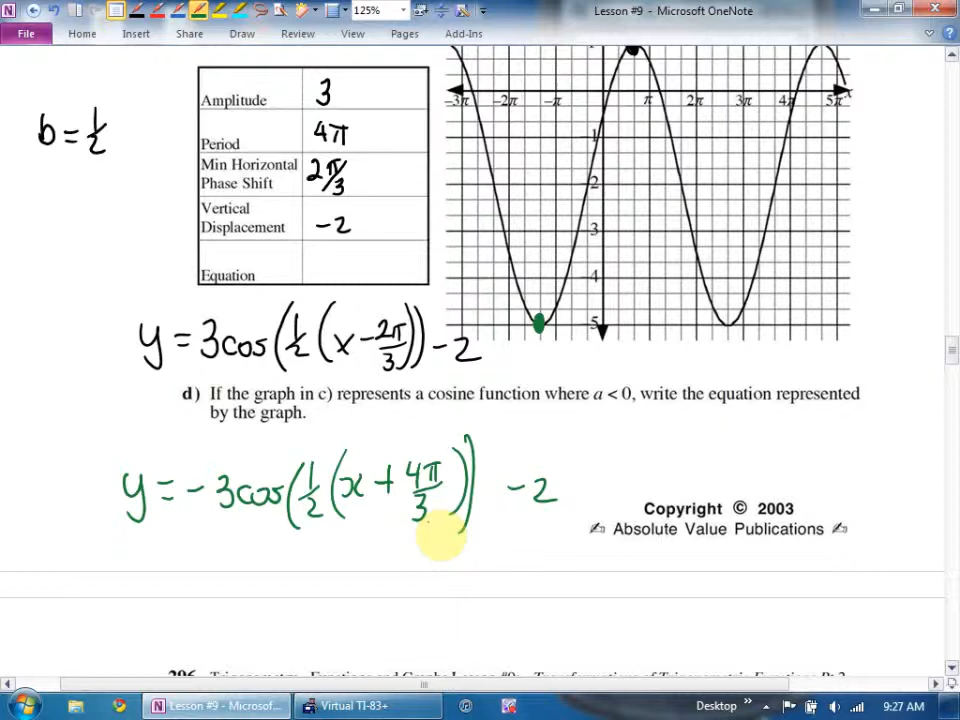 125%
Lesson #9 - Microsoft OneNote
File Home Insert Share Draw Review View Pages Add-Ins
Amplitude 3
Period 4π
Min Horizontal Phase Shift 2π/3
Vertical Displacement -2
Equation
b = 1/2
-3π -2π -π π 2π 3π 4π 5π x
1
2
3
-4
-5
y = 3cos(1/2(x - 2π/3)) - 2
d) If the graph in c) represents a cosine function where a < 0, write the equation represented
by the graph.
y = -3cos(1/2(x + 4π/3)) - 2
Copyright © 2003
✍ Absolute Value Publications ✍
Lesson #9 - Microsof...
Virtual TI-83+
Desktop
9:27 AM